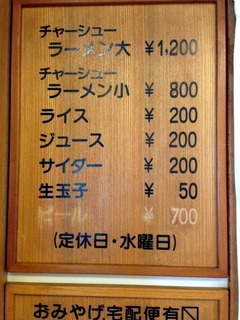 チャーシュー
ラーメン大 ¥1,200
チャーシュー
ラーメン小 ¥ 800
ライス ¥ 200
ジュース ¥ 200
サイダー ¥ 200
生玉子 ¥ 50
ビール ¥ 700
(定休日・水曜日)
おみやげ宅配便有